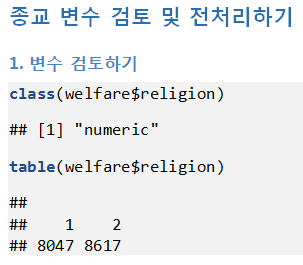 종교 변수 검토 및 전처리하기
1. 변수 검토하기
class(welfare$religion)
## [1] "numeric"
table(welfare$religion)
##
##    1    2
## 8047 8617